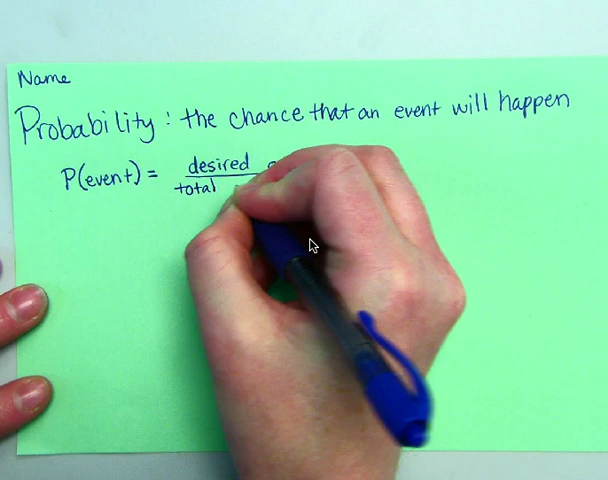 Name
Probability: the chance that an event will happen
P(event) = desired
total